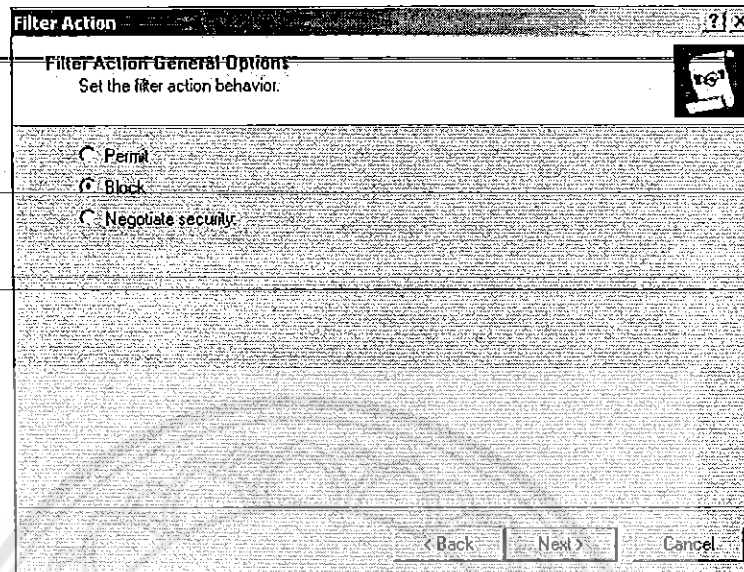 Filter Action
Filter Action General Options
Set the filter action behavior.
Permit
Block
Negotiate security:
< Back Next > Cancel